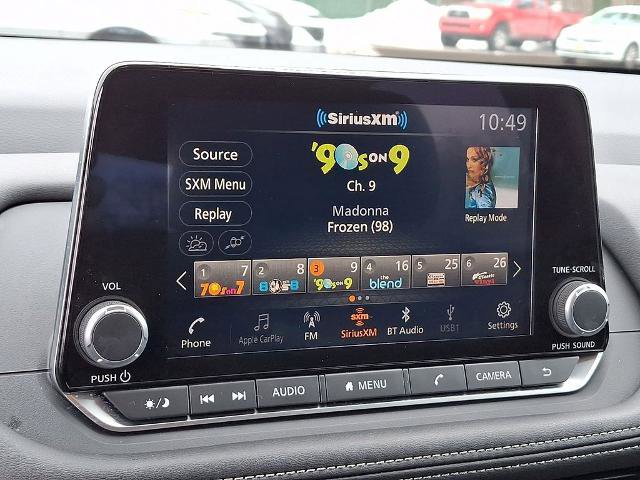 SiriusXM
10:49
Source
'90s ON 9
SXM Menu
Ch. 9
Replay
Madonna
Frozen (98)
Replay Mode
1 7
2 8
3 9
4 16
5 25
6 26
70s on 7
80s on 8
'90s ON 9
the blend
VOL
TUNE·SCROLL
Phone
Apple CarPlay
FM
sxm
SiriusXM
BT Audio
USB1
Settings
PUSH
PUSH SOUND
AUDIO
MENU
CAMERA